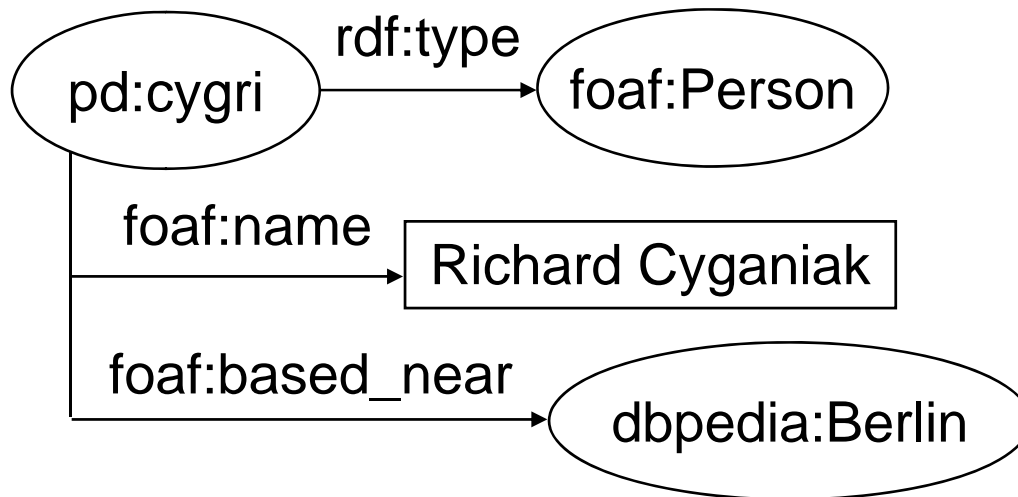 rdf:type
pd:cygri
foaf:Person
foaf:name
Richard Cyganiak
foaf:based_near
dbpedia:Berlin